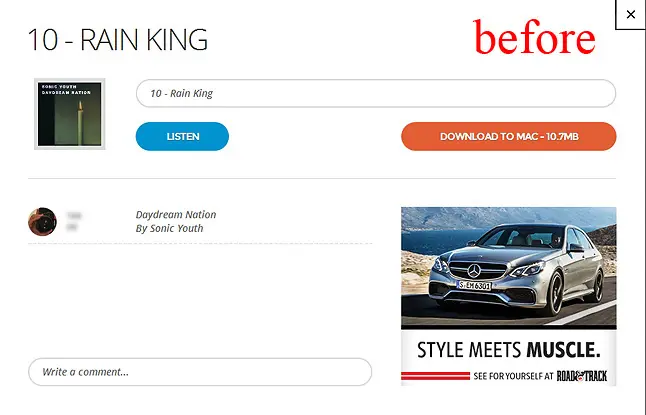 10 - RAIN KING
before
SONIC YOUTH
DAYDREAM NATION
10 - Rain King
LISTEN
DOWNLOAD TO MAC - 10.7MB
Daydream Nation
By Sonic Youth
S·EM 6301
STYLE MEETS MUSCLE.
SEE FOR YOURSELF AT ROAD&TRACK
Write a comment...